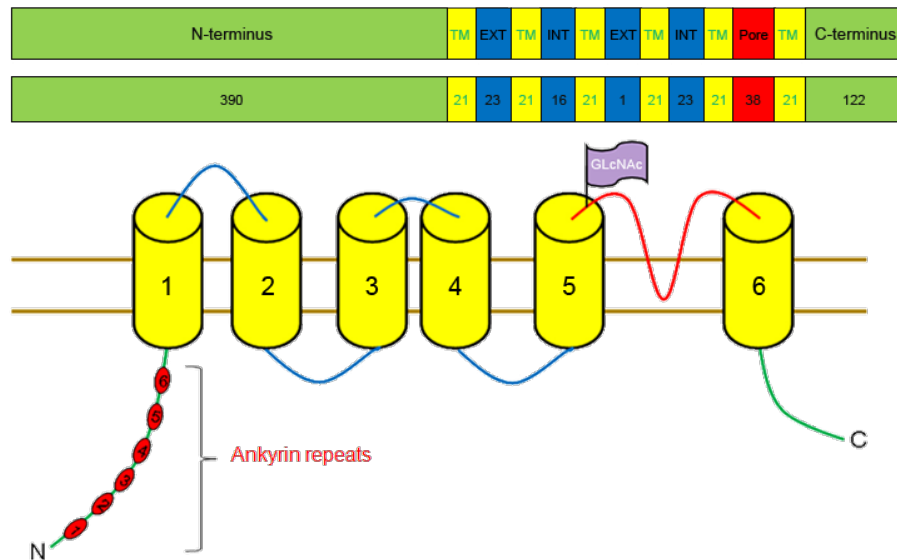 N-terminus TM EXT TM INT TM EXT TM INT TM Pore TM C-terminus
390 21 23 21 16 21 1 21 23 21 38 21 122
GLcNAc
1 2 3 4 5 6
6
5
4
3
2
1
Ankyrin repeats
C
N